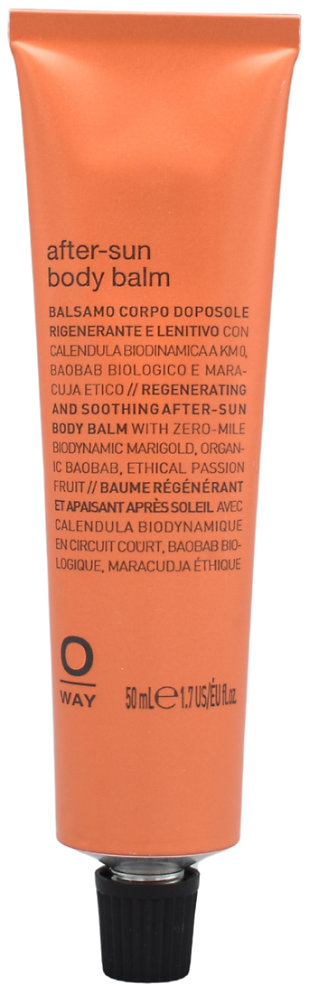 after-sun
body balm
BALSAMO CORPO DOPOSOLE
RIGENERANTE E LENITIVO CON
CALENDULA BIODINAMICA A KM 0,
BAOBAB BIOLOGICO E MARA-
CUJA ETICO // REGENERATING
AND SOOTHING AFTER-SUN
BODY BALM WITH ZERO-MILE
BIODYNAMIC MARIGOLD, ORGAN-
IC BAOBAB, ETHICAL PASSION
FRUIT // BAUME RÉGÉNÉRANT
ET APAISANT APRÈS SOLEIL AVEC
CALENDULA BIODYNAMIQUE
EN CIRCUIT COURT, BAOBAB BIO-
LOGIQUE, MARACUDJA ÉTHIQUE
O
WAY
50 mL ℮ 1.7 US/ÉU fl.oz.